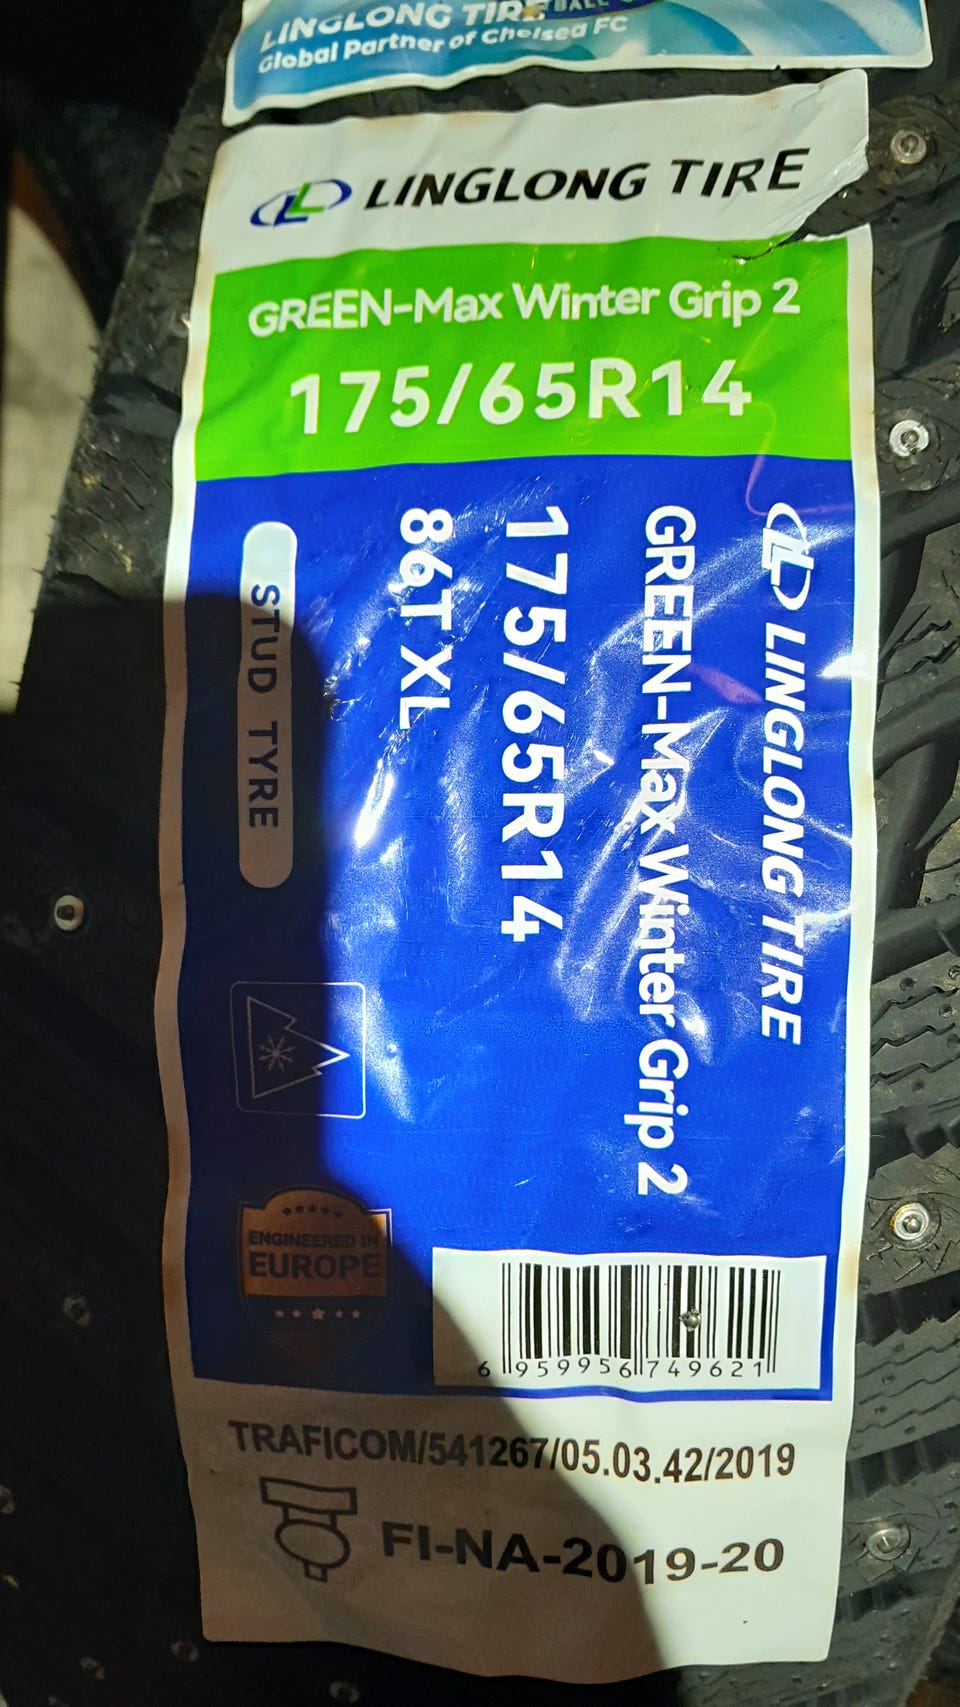 LINGLONG TIRE
Global Partner of Chelsea FC
LINGLONG TIRE
GREEN-Max Winter Grip 2
175/65R14
LINGLONG TIRE
GREEN-Max Winter Grip 2
175/65R14
86T XL
STUD TYRE
ENGINEERED IN
EUROPE
6 959956 749621
TRAFICOM/541267/05.03.42/2019
FI-NA-2019-20